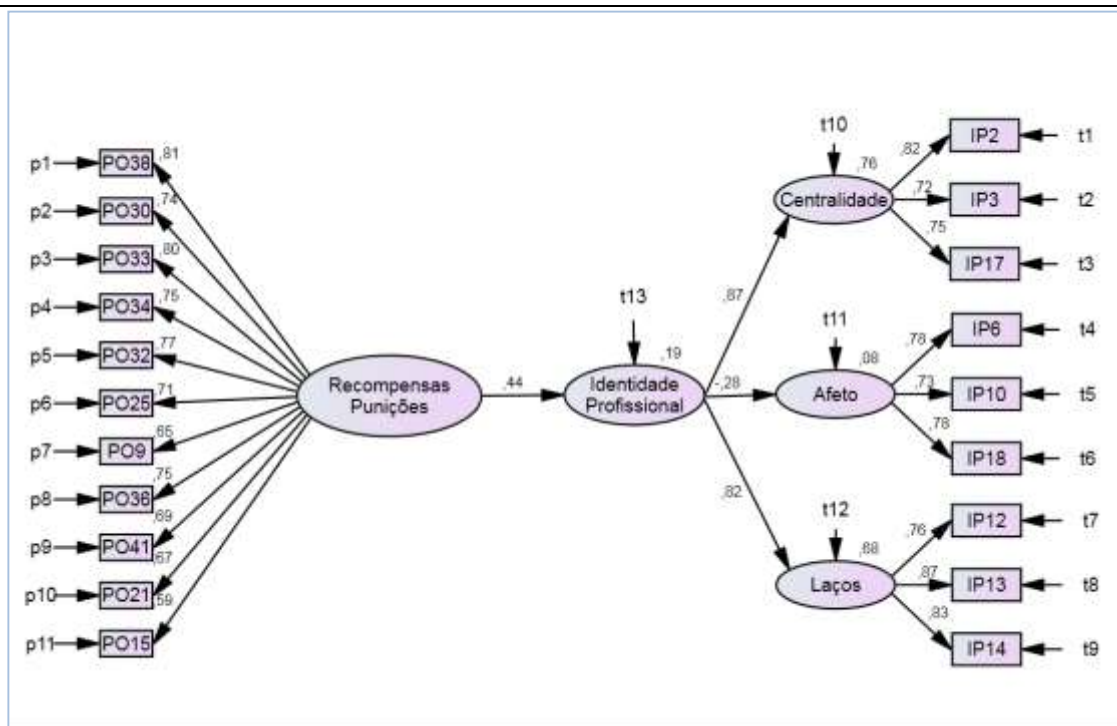 p1
PO38
,81
p2
PO30
,74
p3
PO33
,80
p4
PO34
,75
p5
PO32
,77
p6
PO25
,71
p7
PO9
,65
p8
PO36
,75
p9
PO41
,69
p10
PO21
,67
p11
PO15
,59
Recompensas
Punições
,44
t13
,19
Identidade
Profissional
,87
-,28
,82
t10
,76
Centralidade
,82
IP2
t1
,72
IP3
t2
,75
IP17
t3
t11
,08
Afeto
,78
IP6
t4
,73
IP10
t5
,78
IP18
t6
t12
,68
Laços
,76
IP12
t7
,87
IP13
t8
,83
IP14
t9